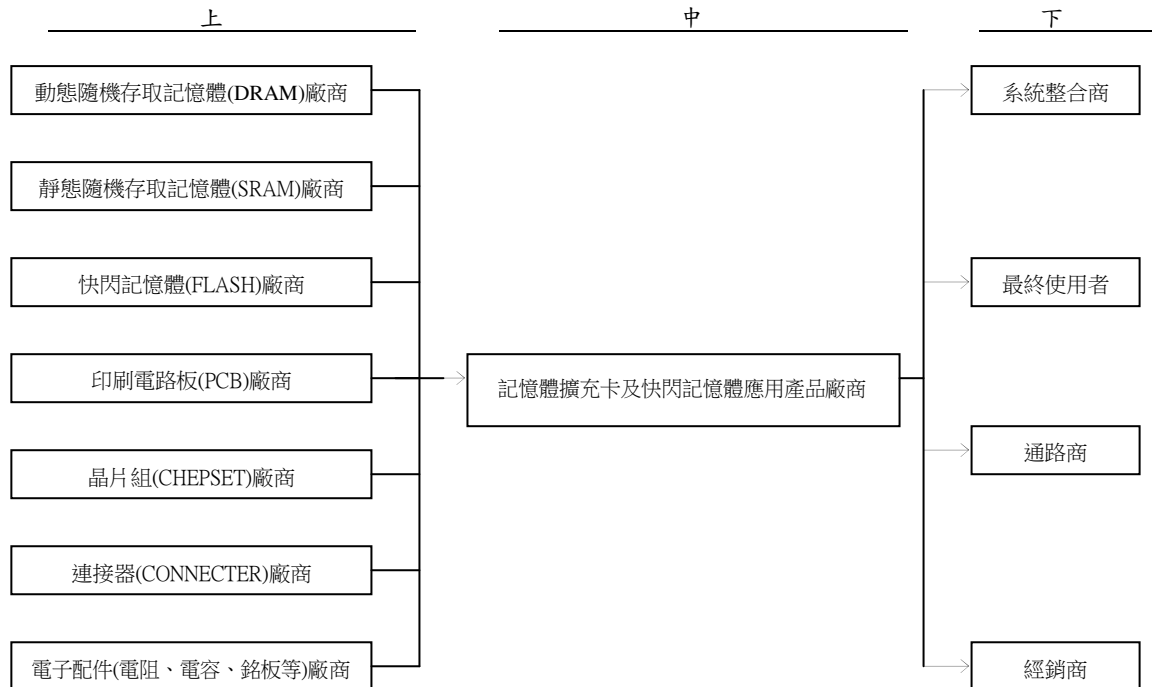 上 中 下
動態隨機存取記憶體(DRAM)廠商
系統整合商
靜態隨機存取記憶體(SRAM)廠商
快閃記憶體(FLASH)廠商
最終使用者
印刷電路板(PCB)廠商
記憶體擴充卡及快閃記憶體應用產品廠商
通路商
晶片組(CHEPSET)廠商
連接器(CONNECTER)廠商
電子配件(電阻、電容、銘板等)廠商
經銷商